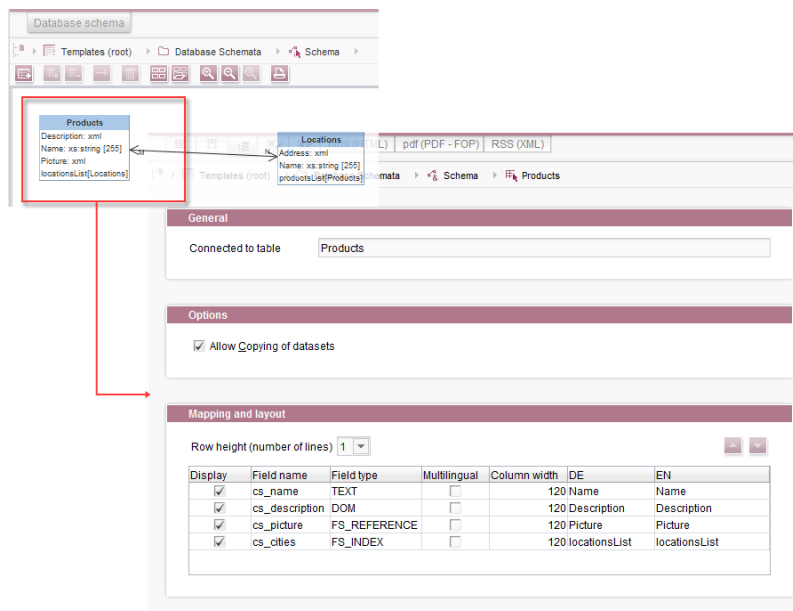 Database schema
Templates (root) Database Schemata Schema
Products
Description: xml
Name: xs:string [255]
Picture: xml
locationsList[Locations]
M
N
Locations
Address: xml
Name: xs:string [255]
productsList[Products]
L) pdf (PDF - FOP) RSS (XML)
Templates (root) hemata Schema Products
General
Connected to table Products
Options
Allow Copying of datasets
Mapping and layout
Row height (number of lines) 1
Display Field name Field type Multilingual Column width DE EN
cs_name TEXT 120 Name Name
cs_description DOM 120 Description Description
cs_picture FS_REFERENCE 120 Picture Picture
cs_cities FS_INDEX 120 locationsList locationsList